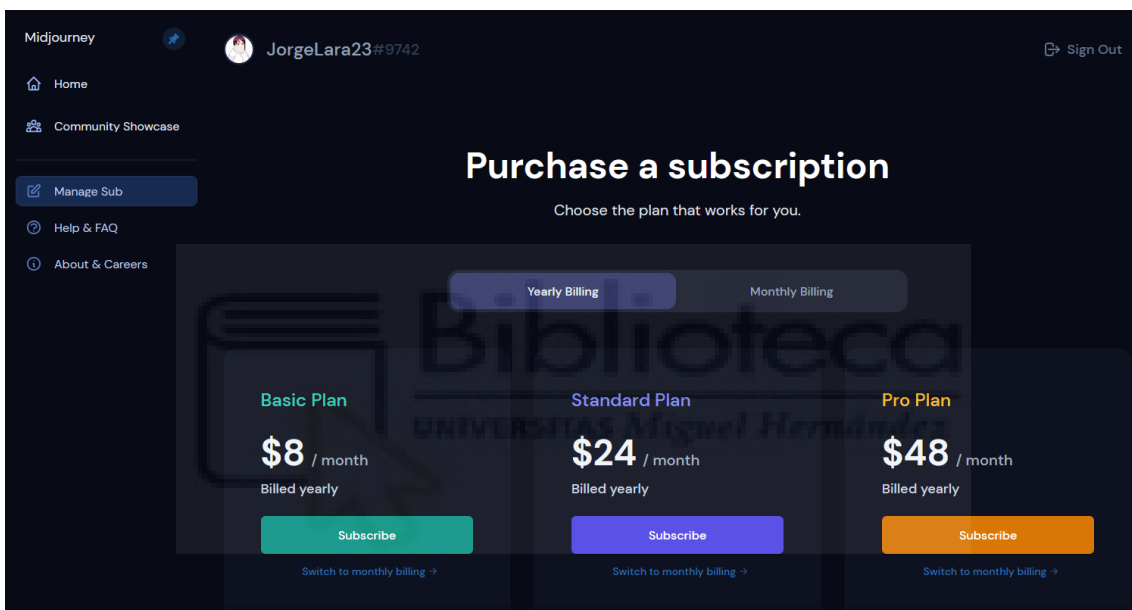 Midjourney
JorgeLara23#9742
Sign Out
Home
Community Showcase
Manage Sub
Help & FAQ
About & Careers
Purchase a subscription
Choose the plan that works for you.
Yearly Billing
Monthly Billing
Biblioteca
UNIVERSITAS Miguel Hernández
Basic Plan
$8 / month
Billed yearly
Subscribe
Switch to monthly billing →
Standard Plan
$24 / month
Billed yearly
Subscribe
Switch to monthly billing →
Pro Plan
$48 / month
Billed yearly
Subscribe
Switch to monthly billing →